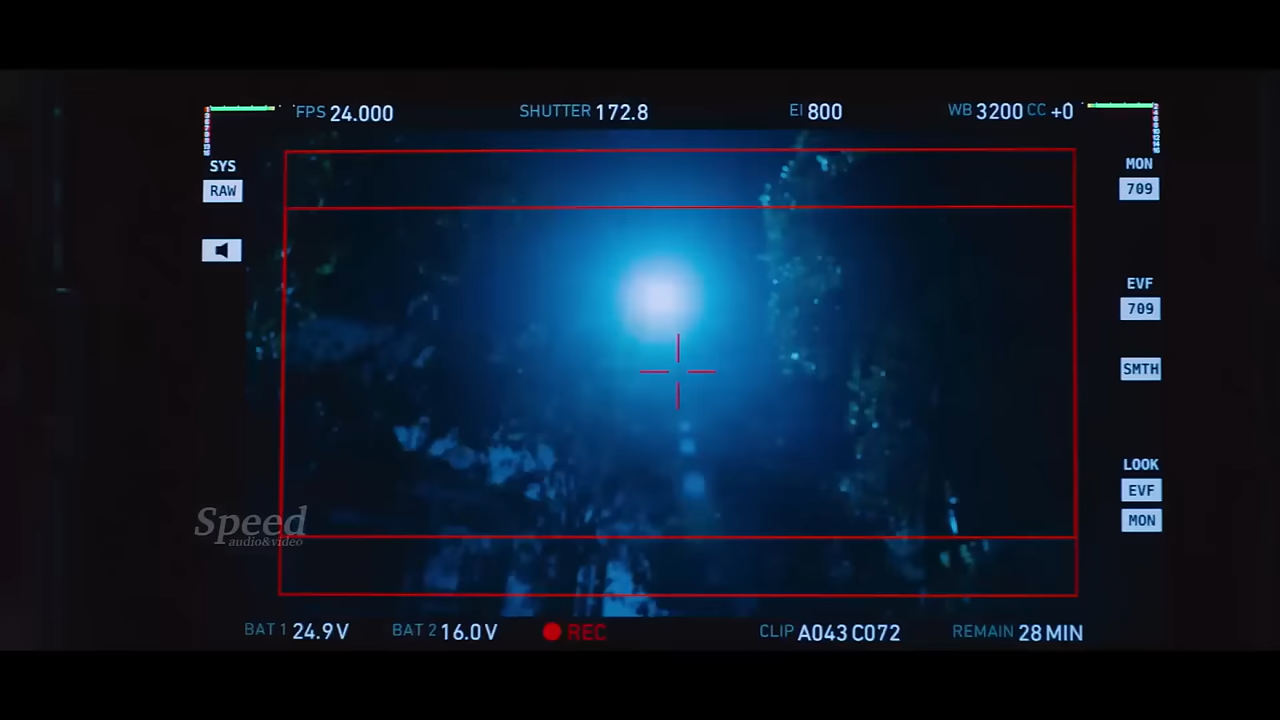 FPS 24.000 SHUTTER 172.8 EI 800 WB 3200 CC +0
SYS
RAW
MON
709
EVF
709
SMTH
LOOK
EVF
MON
Speed
audio&video
BAT 1 24.9 V BAT 2 16.0 V REC CLIP A043 C072 REMAIN 28 MIN